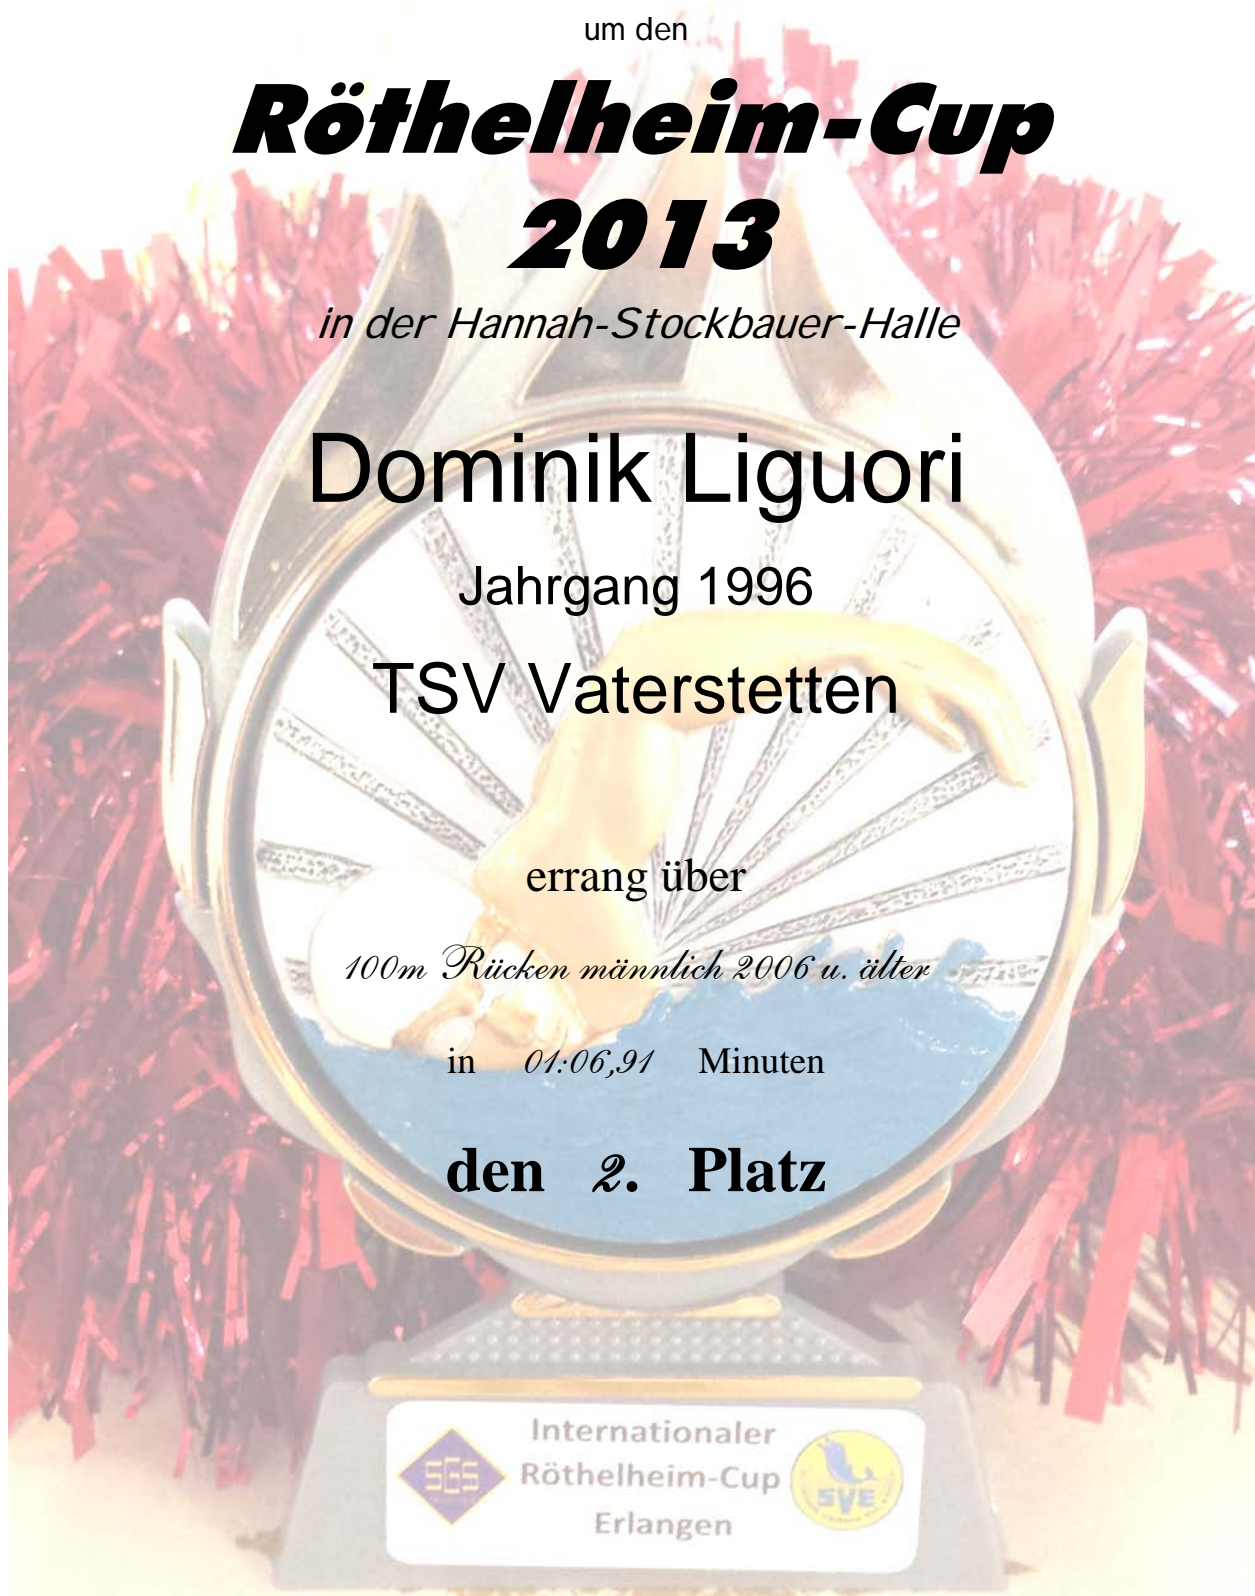 um den
Röthelheim-Cup
2013
in der Hannah-Stockbauer-Halle
Dominik Liguori
Jahrgang 1996
TSV Vaterstetten
errang über
100m Rücken männlich 2006 u. älter
in 01:06,91 Minuten
den 2. Platz
Internationaler
SGS Röthelheim-Cup SVE
Erlangen